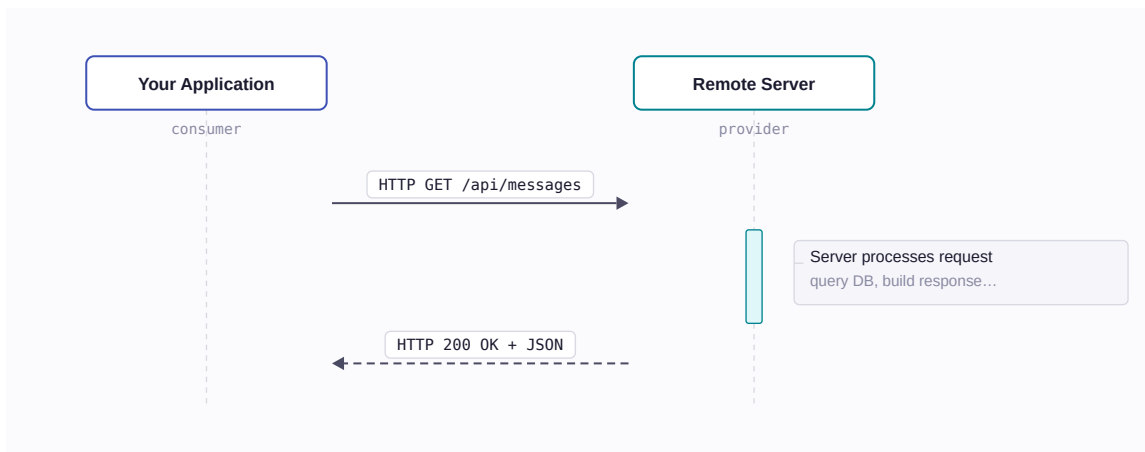 Your Application
Remote Server
consumer
provider
HTTP GET /api/messages
Server processes request
query DB, build response…
HTTP 200 OK + JSON